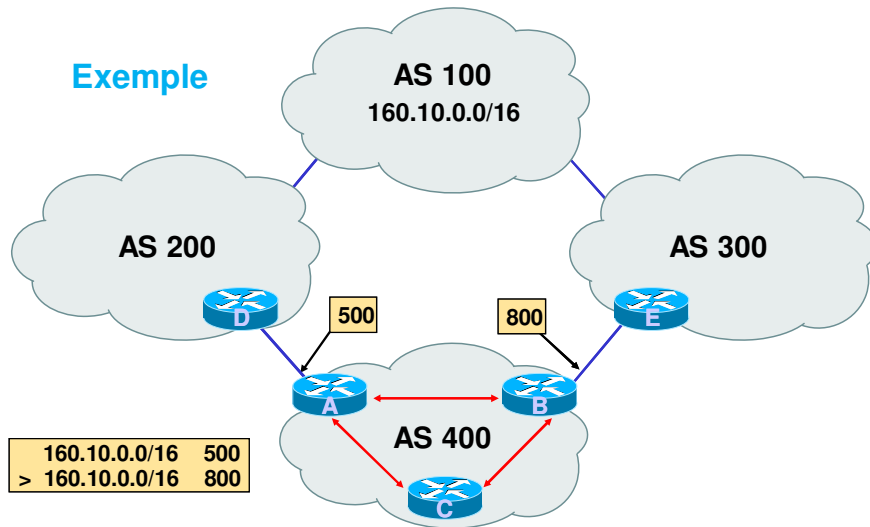 Exemple
AS 100
160.10.0.0/16
AS 200
AS 300
D
500
800
E
A
B
AS 400
C
160.10.0.0/16 500
> 160.10.0.0/16 800